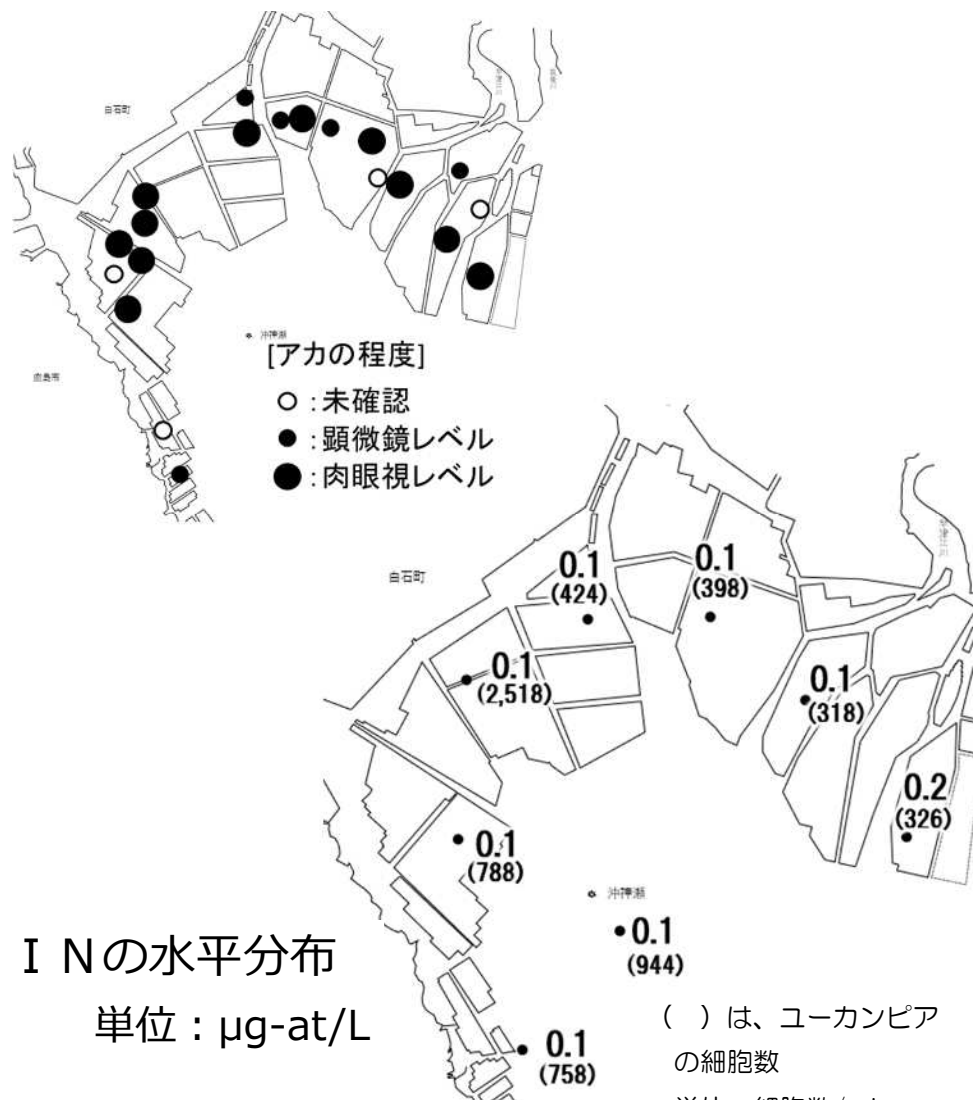 白石町
沖神瀬
[アカの程度]
○：未確認
●：顕微鏡レベル
●：肉眼視レベル
白石町
0.1
(424)
0.1
(398)
0.1
(2,518)
0.1
(318)
0.2
(326)
0.1
(788)
沖神瀬
0.1
(944)
0.1
(758)
ＩＮの水平分布
単位：µg-at/L
（　）は、ユーカンピア
の細胞数